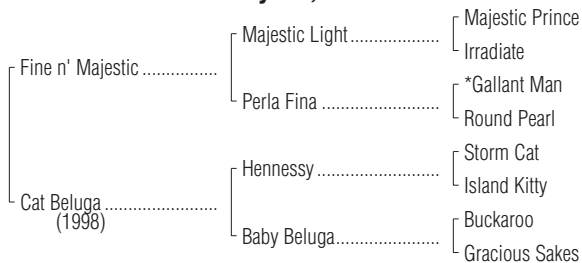 Majestic Prince
Majestic Light
Irradiate
Fine n' Majestic
*Gallant Man
Perla Fina
Round Pearl
Storm Cat
Hennessy
Island Kitty
Cat Beluga
(1998)
Buckaroo
Baby Beluga
Gracious Sakes